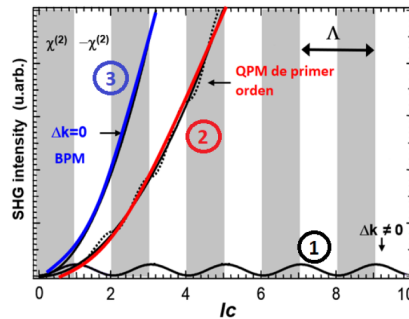 χ(2) −χ(2)
Λ
3
QPM de primer
orden
Δk=0
BPM
2
SHG intensity (u.arb.)
Δk ≠ 0
1
0 2 4 6 8 10
lc